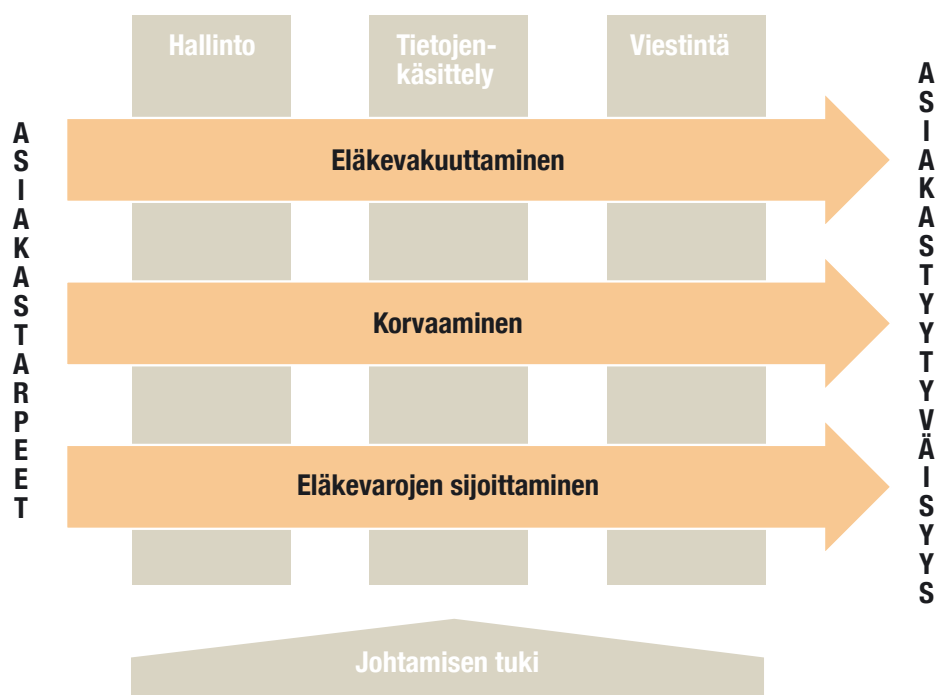 Hallinto
Tietojen-
käsittely
Viestintä
ASIAKASTARPEET
Eläkevakuuttaminen
Korvaaminen
Eläkevarojen sijoittaminen
ASIAKASTYYTYVÄISYYS
Johtamisen tuki